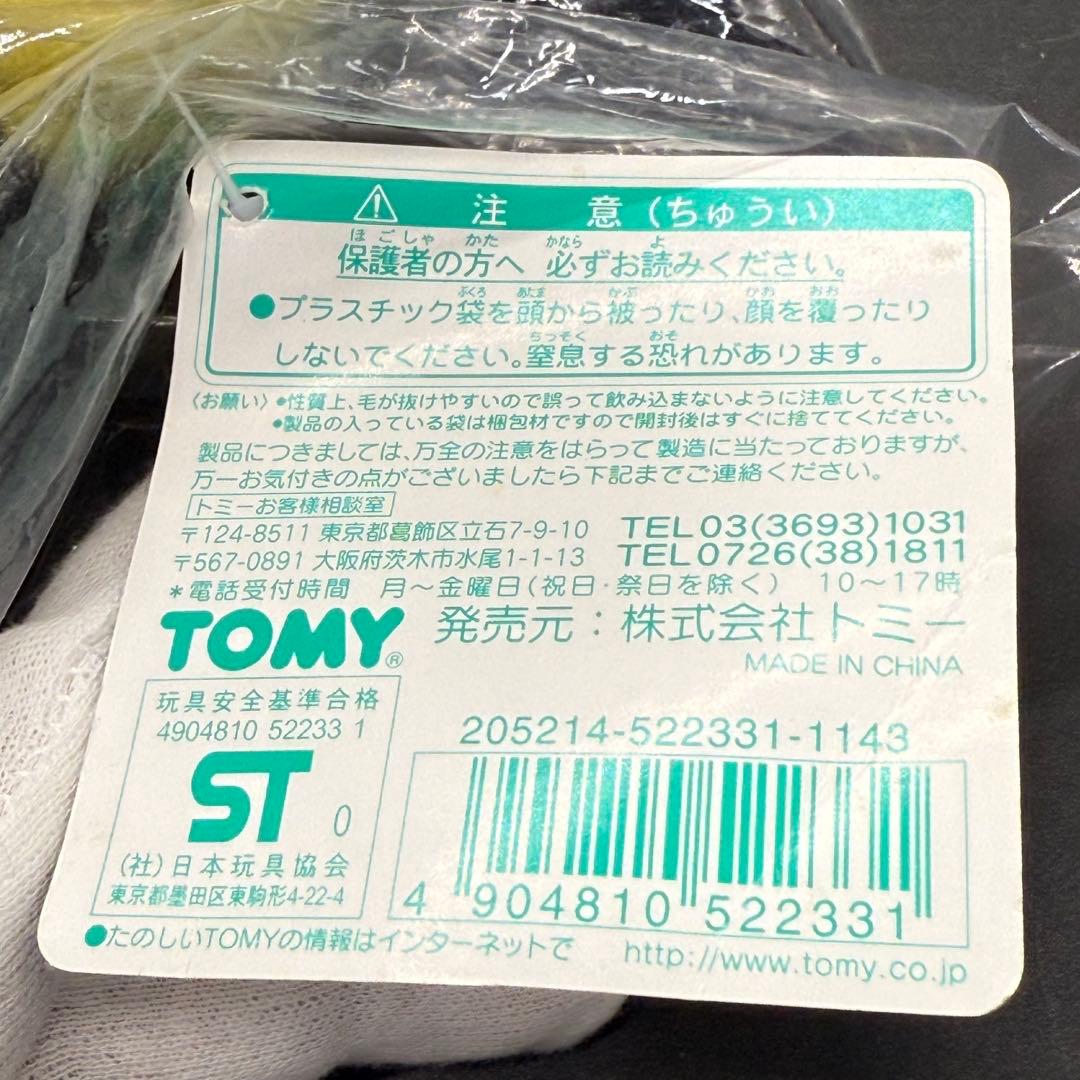 注 意(ちゅうい)
ほごしゃ かた かなら よ
保護者の方へ 必ずお読みください。
ぶくろ あたま かぶ かお おお
●プラスチック袋を頭から被ったり、顔を覆ったり
ちっそく おそ
しないでください。窒息する恐れがあります。
〈お願い〉●性質上、毛が抜けやすいので誤って飲み込まないように注意してください。
●製品の入っている袋は梱包材ですので開封後はすぐに捨ててください。
製品につきましては、万全の注意をはらって製造に当たっておりますが、
万一お気付きの点がございましたら下記までご連絡ください。
トミーお客様相談室
〒124-8511 東京都葛飾区立石7-9-10 TEL03(3693)1031
〒567-0891 大阪府茨木市水尾1-1-13 TEL0726(38)1811
*電話受付時間 月〜金曜日(祝日·祭日を除く) 10〜17時
TOMY® 発売元:株式会社トミー
MADE IN CHINA
玩具安全基準合格
4904810 52233 1
ST 0
(社)日本玩具協会
東京都墨田区東駒形4-22-4
205214-522331-1143
4 904810 522331
●たのしいTOMYの情報はインターネットで http://www.tomy.co.jp